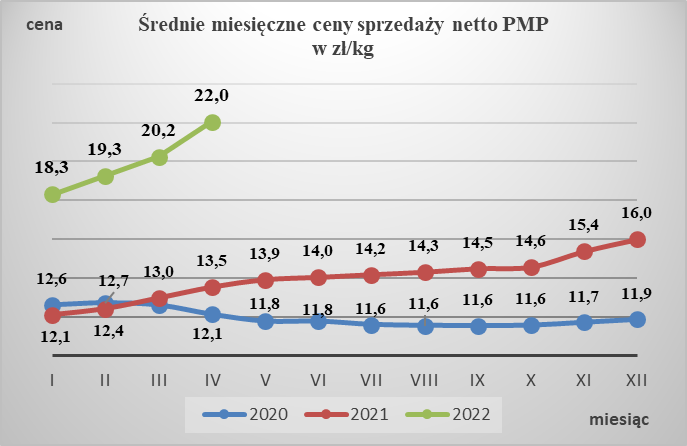 cena
Średnie miesięczne ceny sprzedaży netto PMP
w zł/kg
18,3 19,3 20,2 22,0
12,6 12,7 13,0 13,5 13,9 14,0 14,2 14,3 14,5 14,6 15,4 16,0
12,1 12,4 12,1 11,8 11,8 11,6 11,6 11,6 11,6 11,7 11,9
I II III IV V VI VII VIII IX X XI XII
2020 2021 2022
miesiąc